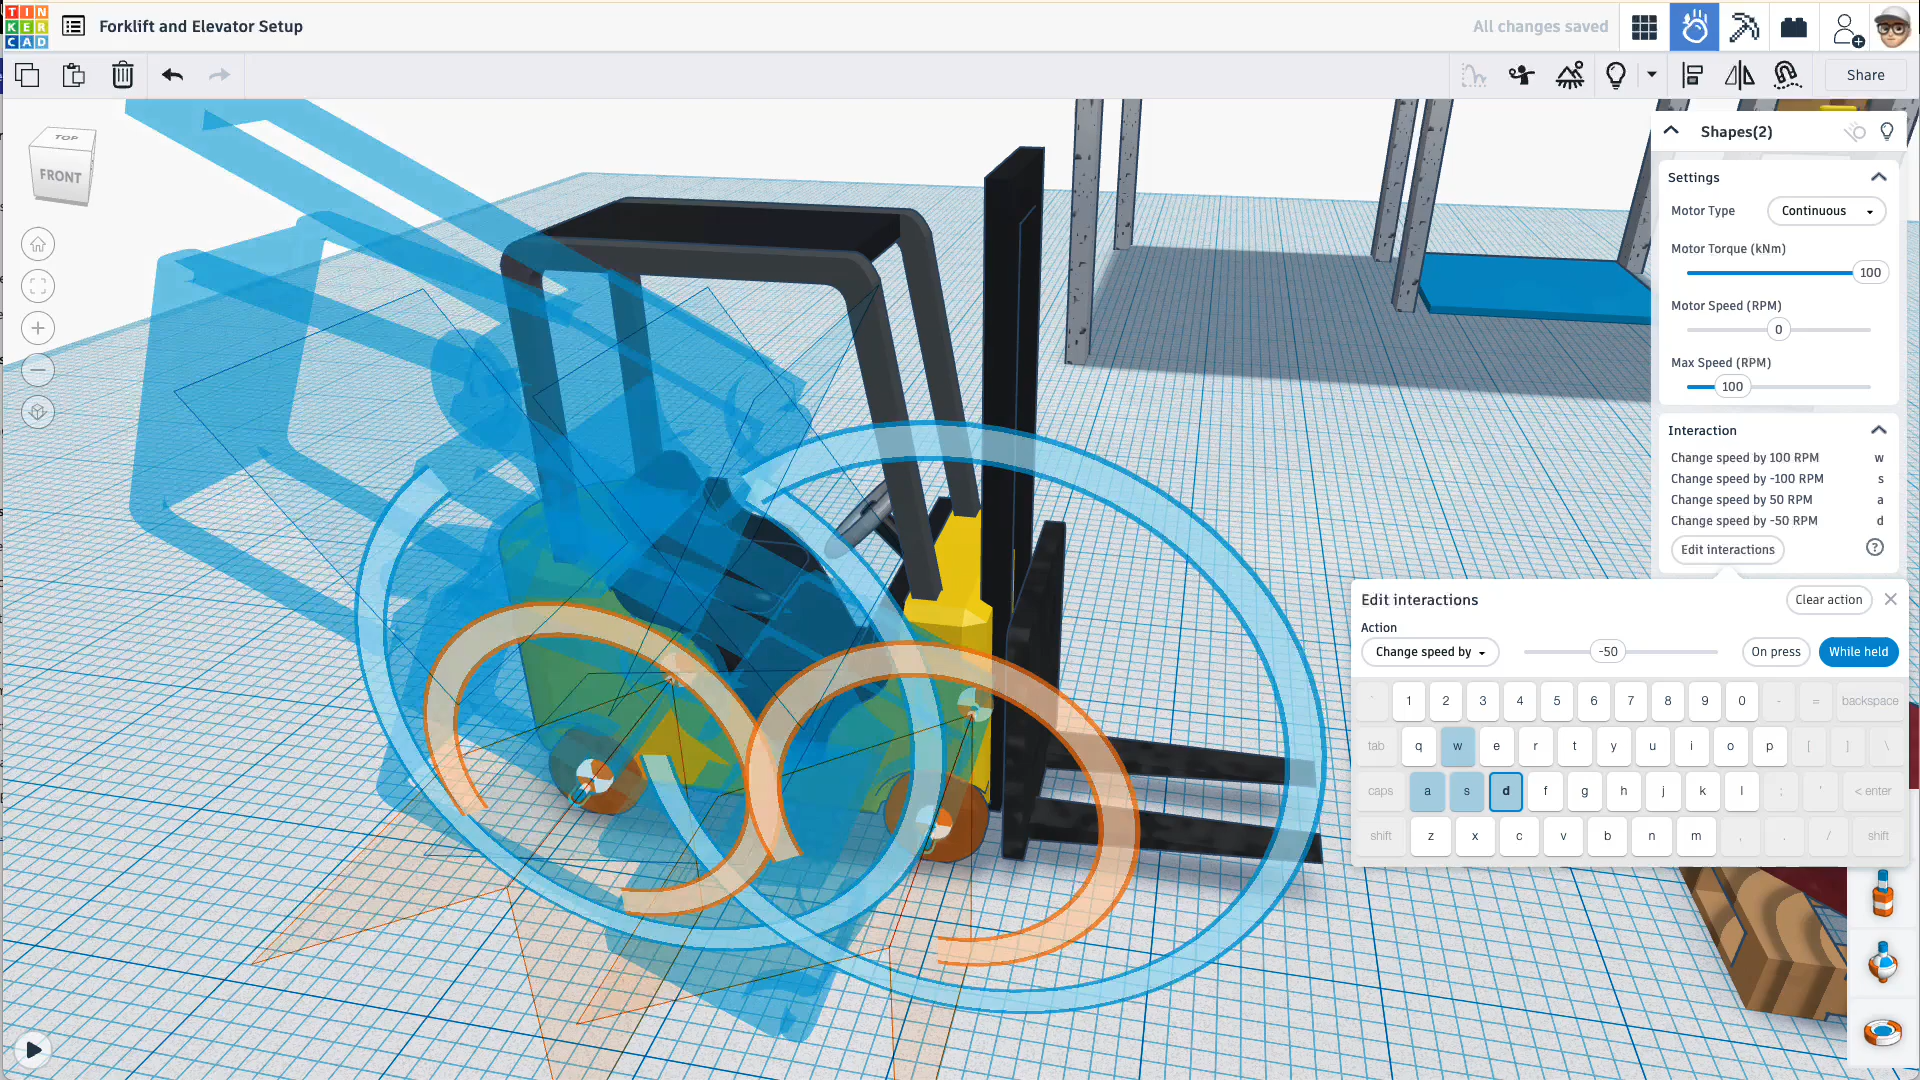 TIN
KER
CAD
Forklift and Elevator Setup
All changes saved
Share
TOP
FRONT
Shapes(2)
Settings
Motor Type
Continuous
Motor Torque (kNm)
100
Motor Speed (RPM)
0
Max Speed (RPM)
100
Interaction
Change speed by 100 RPM w
Change speed by -100 RPM s
Change speed by 50 RPM a
Change speed by -50 RPM d
Edit interactions ?
Edit interactions
Clear action
Action
Change speed by
-50
On press
While held
` 1 2 3 4 5 6 7 8 9 0 - = backspace
tab q w e r t y u i o p [ ] \
caps a s d f g h j k l ; ' < enter
shift z x c v b n m , . / shift